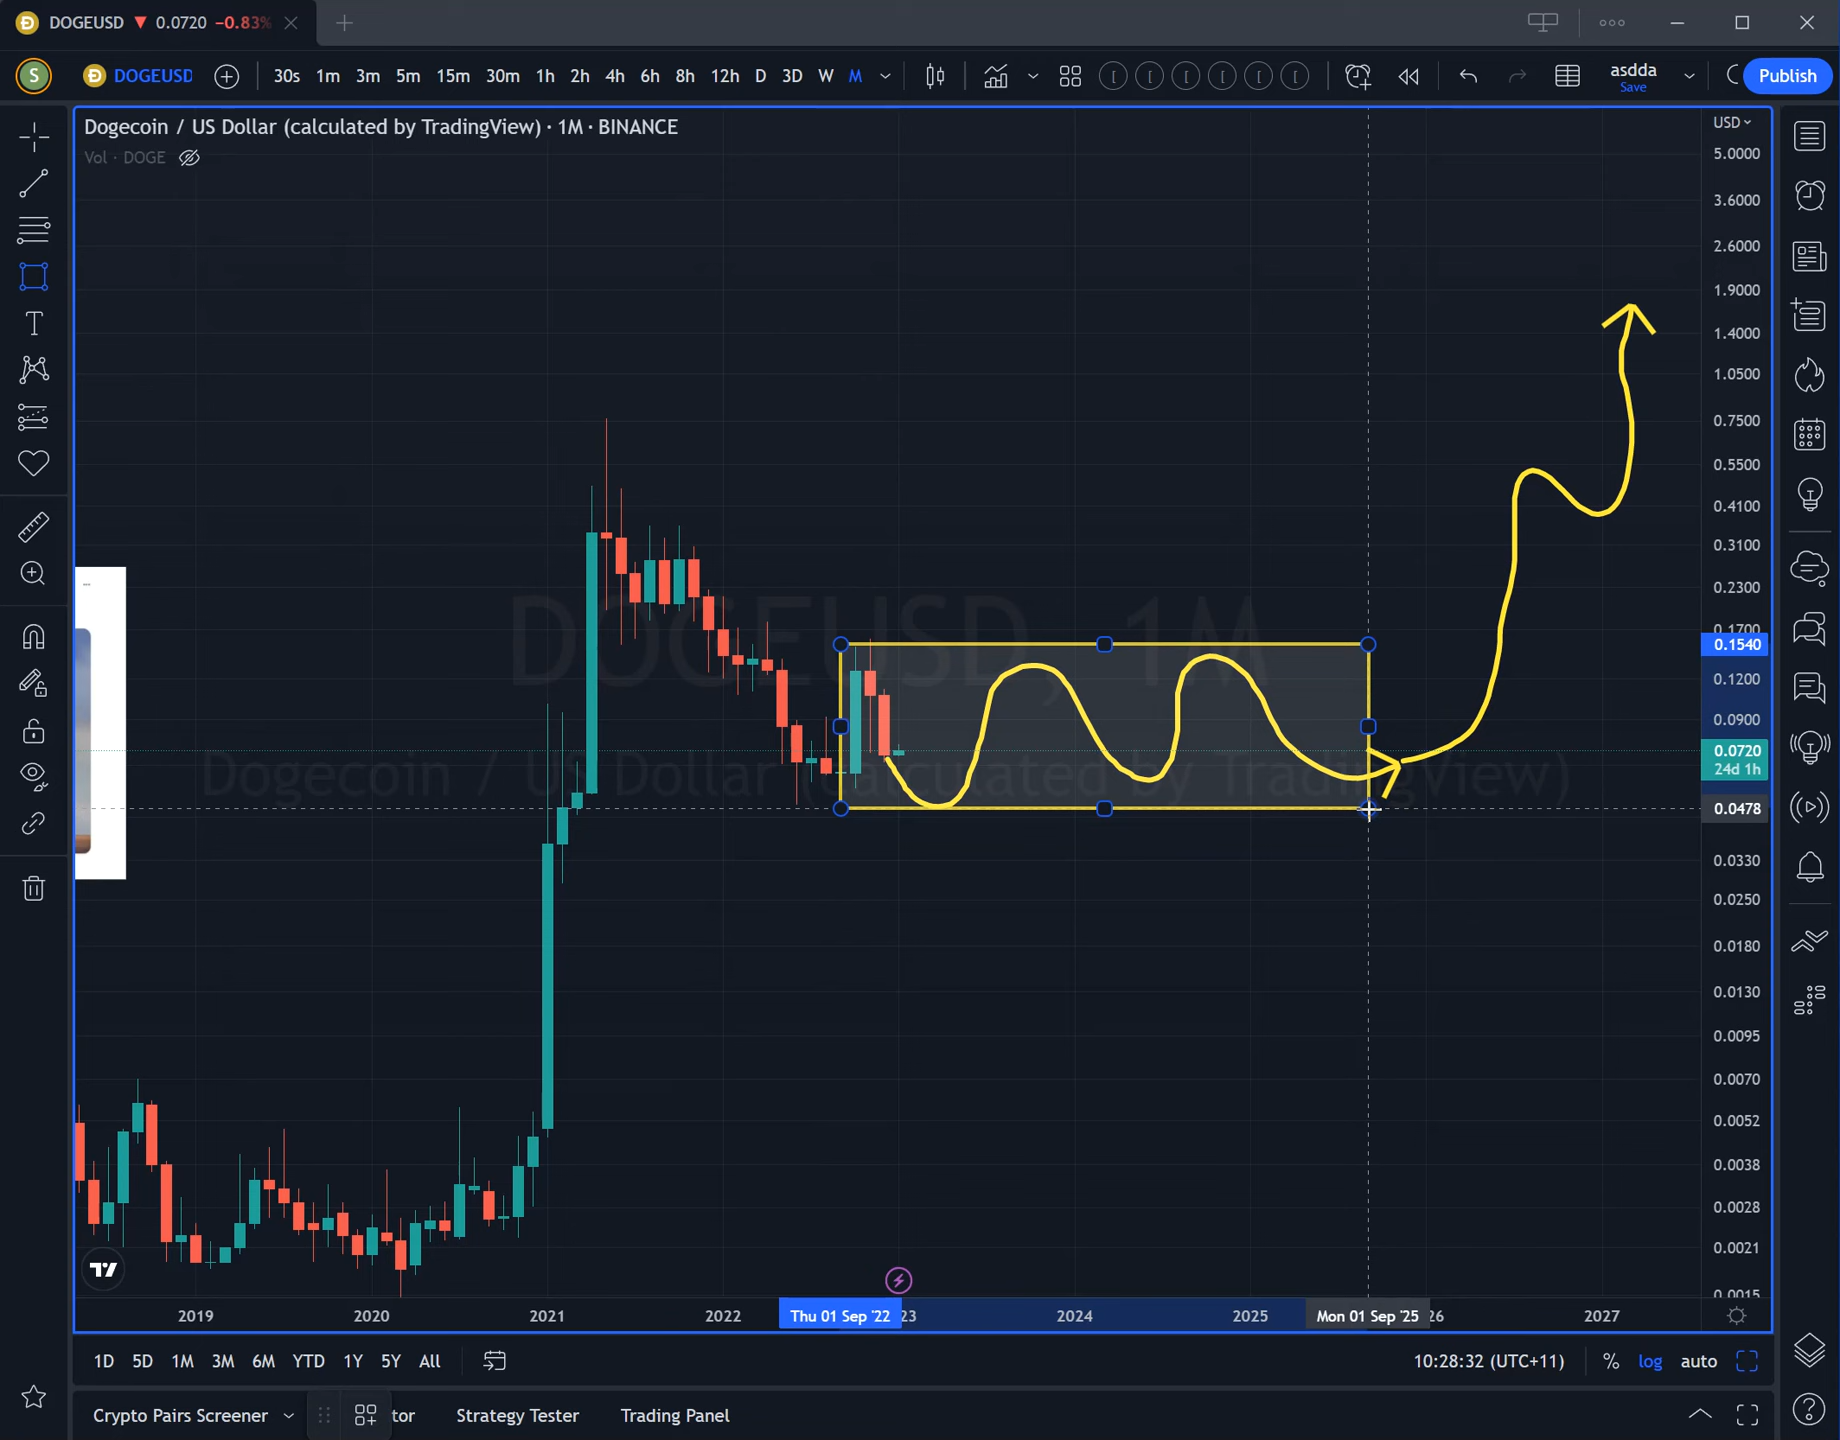 DOGEUSD ▼ 0.0720 −0.83%
S DOGEUSD 30s 1m 3m 5m 15m 30m 1h 2h 4h 6h 8h 12h D 3D W M asdda Save Publish
Dogecoin / US Dollar (calculated by TradingView) · 1M · BINANCE
Vol · DOGE
USD
5.0000
3.6000
2.6000
1.9000
1.4000
1.0500
0.7500
0.5500
0.4100
0.3100
0.2300
0.1700
0.1540
0.1200
0.0900
0.0720
24d 1h
0.0478
0.0330
0.0250
0.0180
0.0130
0.0095
0.0070
0.0052
0.0038
0.0028
0.0021
0.0015
DOGEUSD, 1M
Dogecoin / US Dollar (calculated by TradingView)
2019 2020 2021 2022 Thu 01 Sep '22 23 2024 2025 Mon 01 Sep '25 26 2027
1D 5D 1M 3M 6M YTD 1Y 5Y All 10:28:32 (UTC+11) % log auto
Crypto Pairs Screener tor Strategy Tester Trading Panel